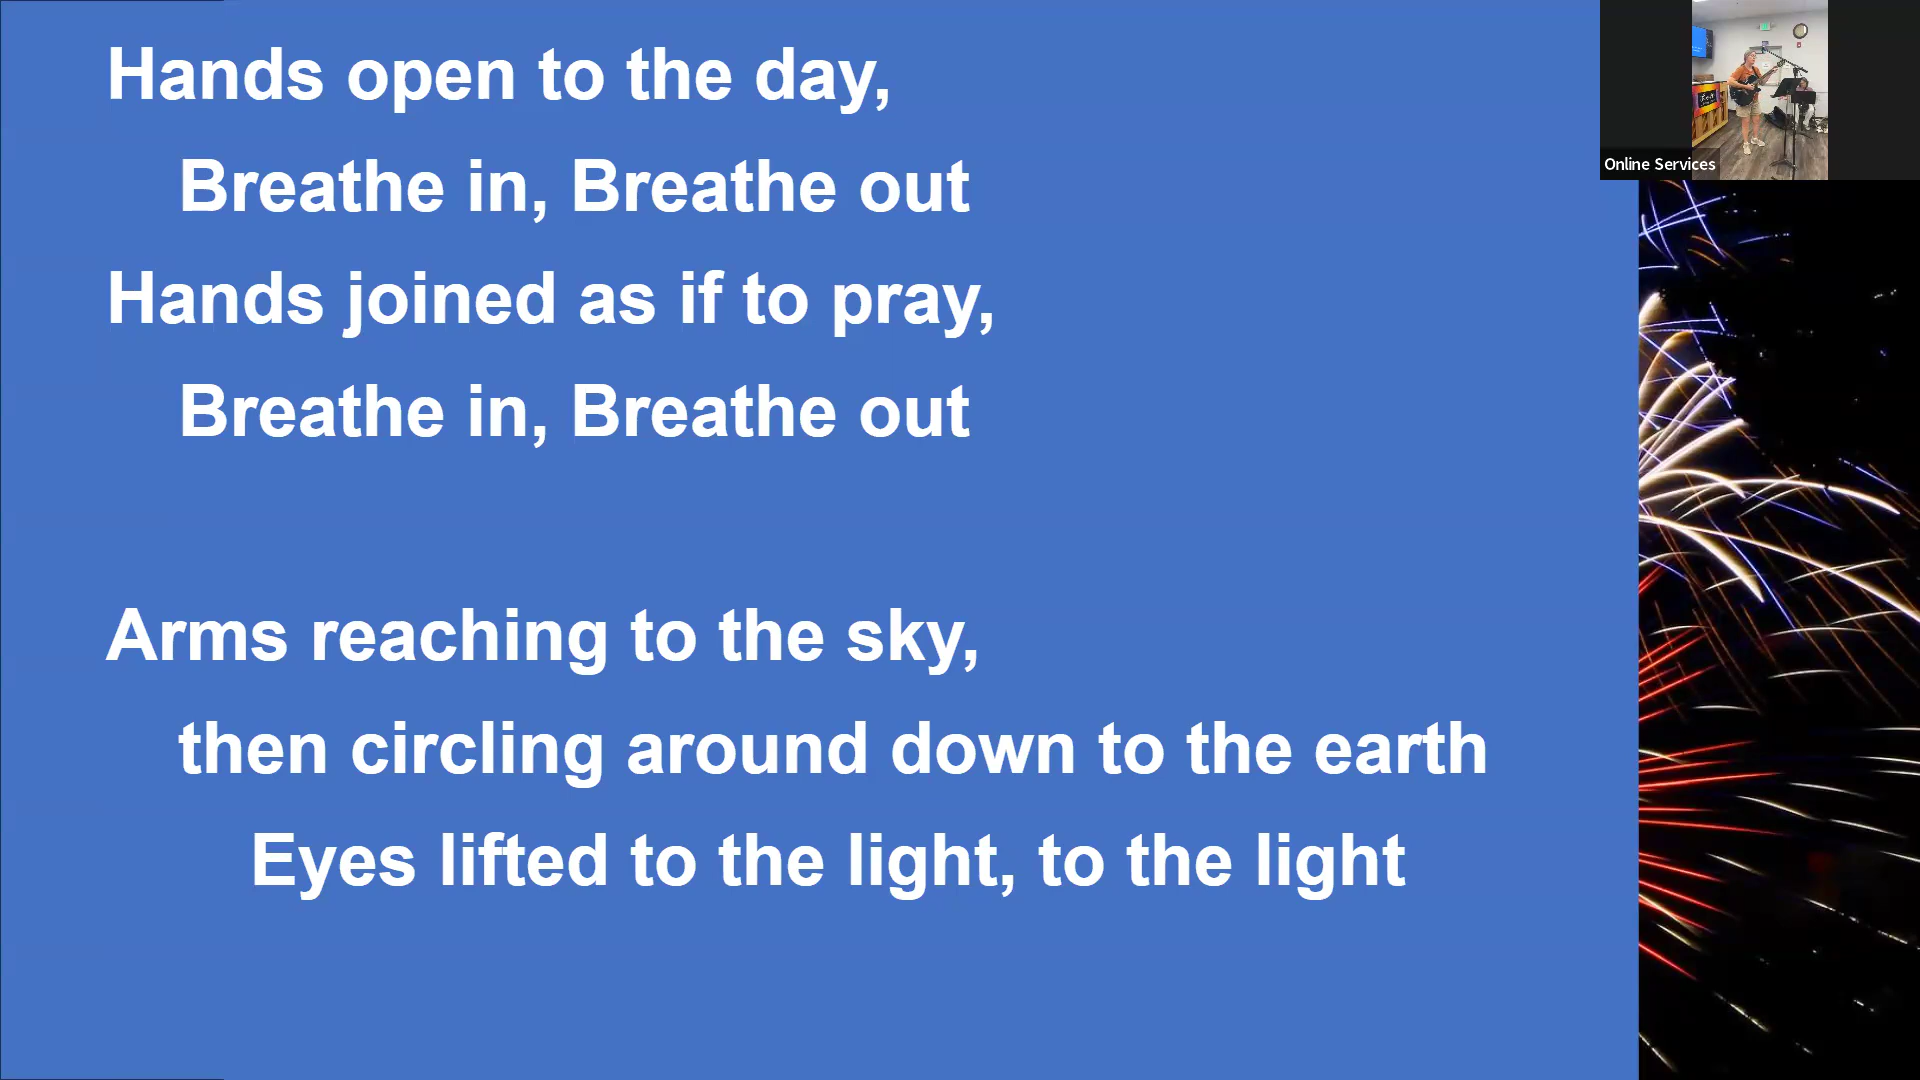 Hands open to the day,
Breathe in, Breathe out
Hands joined as if to pray,
Breathe in, Breathe out
Arms reaching to the sky,
then circling around down to the earth
Eyes lifted to the light, to the light
Online Services